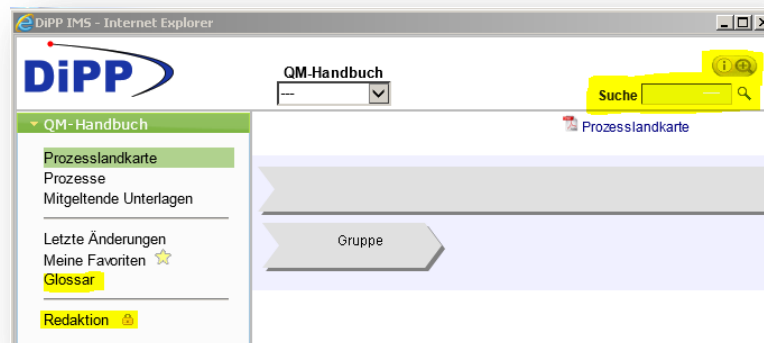 DiPP IMS - Internet Explorer
DiPP
QM-Handbuch
---
Suche
QM-Handbuch
Prozesslandkarte
Prozesslandkarte
Prozesse
Mitgeltende Unterlagen
Letzte Änderungen
Meine Favoriten
Glossar
Redaktion
Gruppe